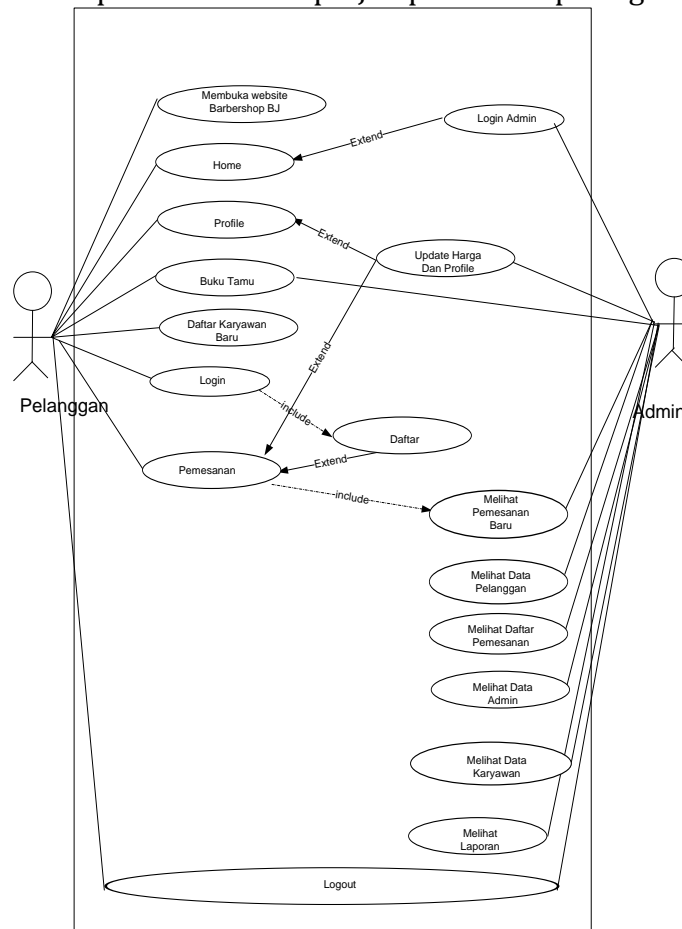 Membuka website
Barbershop BJ
Login Admin
Extend
Home
Profile
Extend
Update Harga
Dan Profile
Buku Tamu
Daftar Karyawan
Baru
Extend
Login
Pelanggan
Admin
include
Daftar
Extend
Pemesanan
include
Melihat
Pemesanan
Baru
Melihat Data
Pelanggan
Melihat Daftar
Pemesanan
Melihat Data
Admin
Melihat Data
Karyawan
Melihat
Laporan
Logout